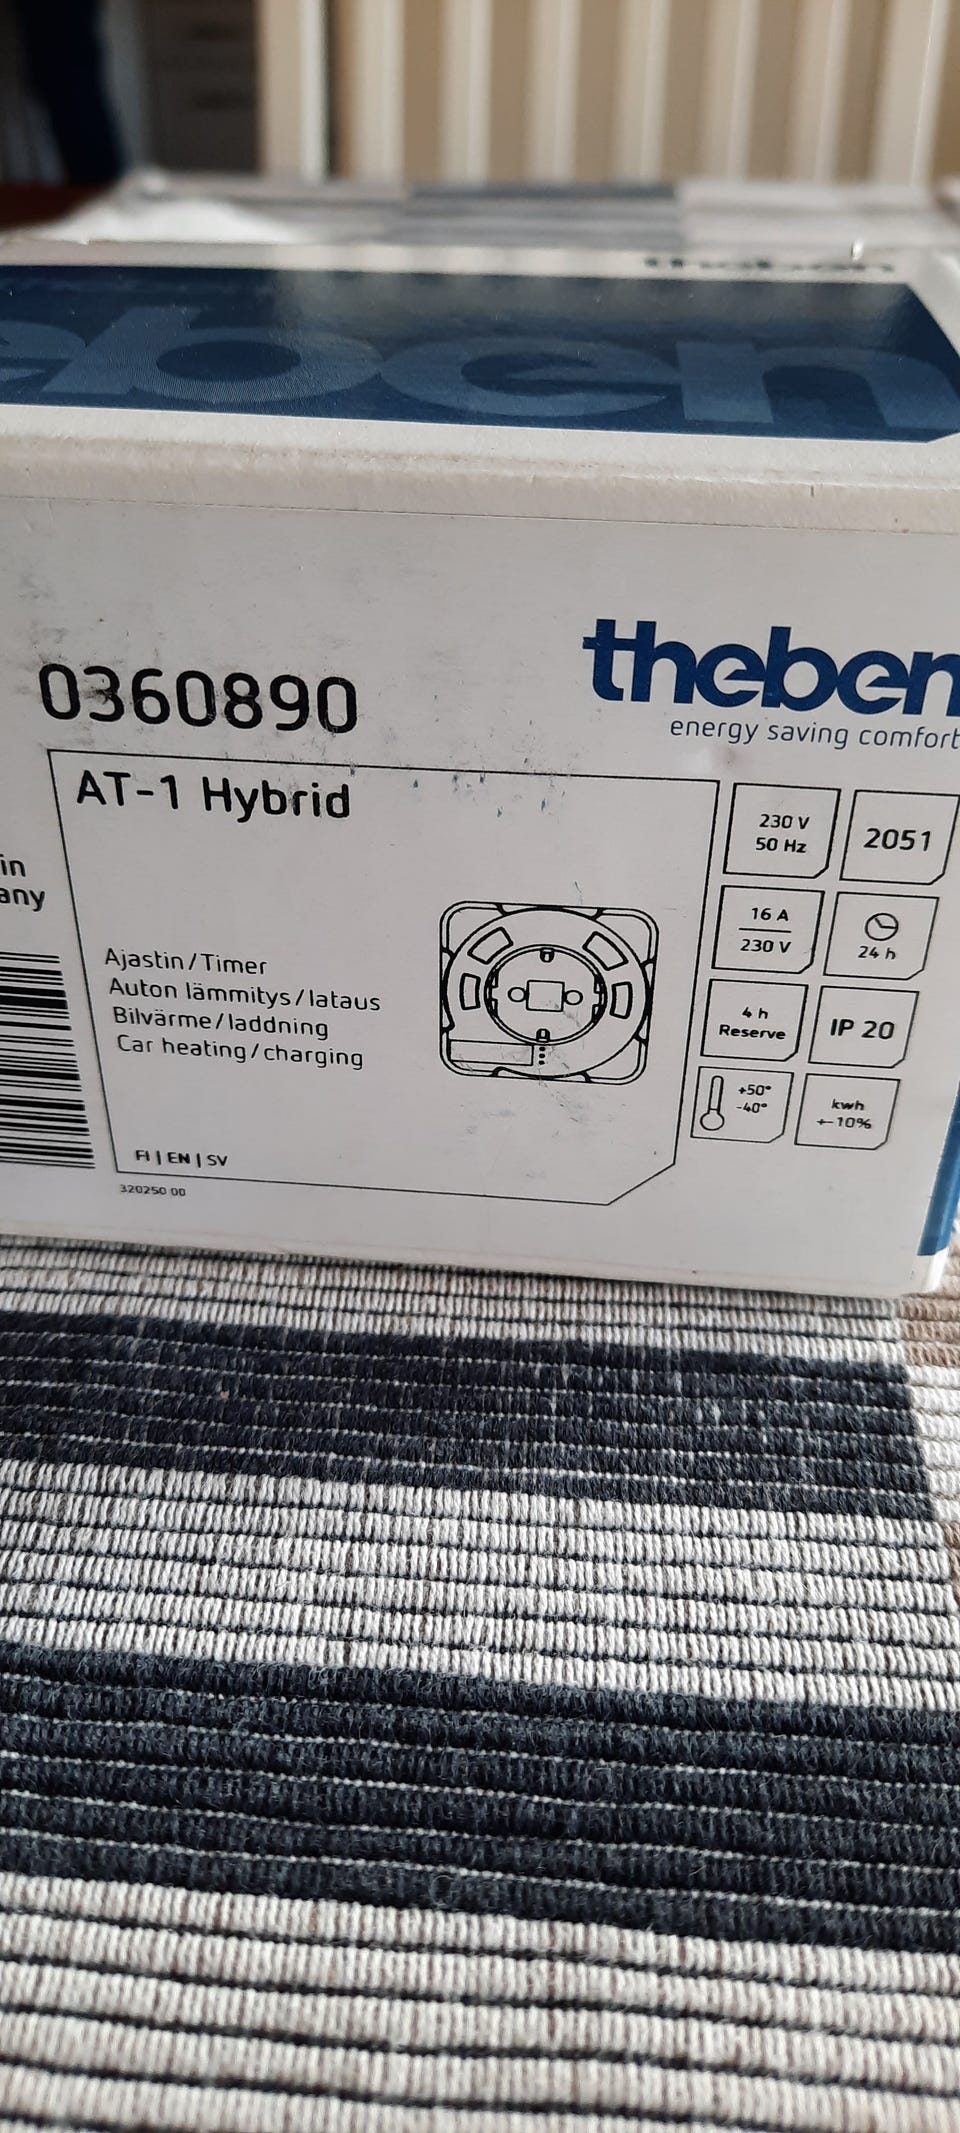 theben
eben
0360890
theben
energy saving comfort
AT-1 Hybrid
in
any
Ajastin/Timer
Auton lämmitys/lataus
Bilvärme/laddning
Car heating/charging
FI | EN | SV
320250 00
230 V
50 Hz
2051
16 A
230 V
24 h
4 h
Reserve
IP 20
+50°
-40°
kwh
+-10%